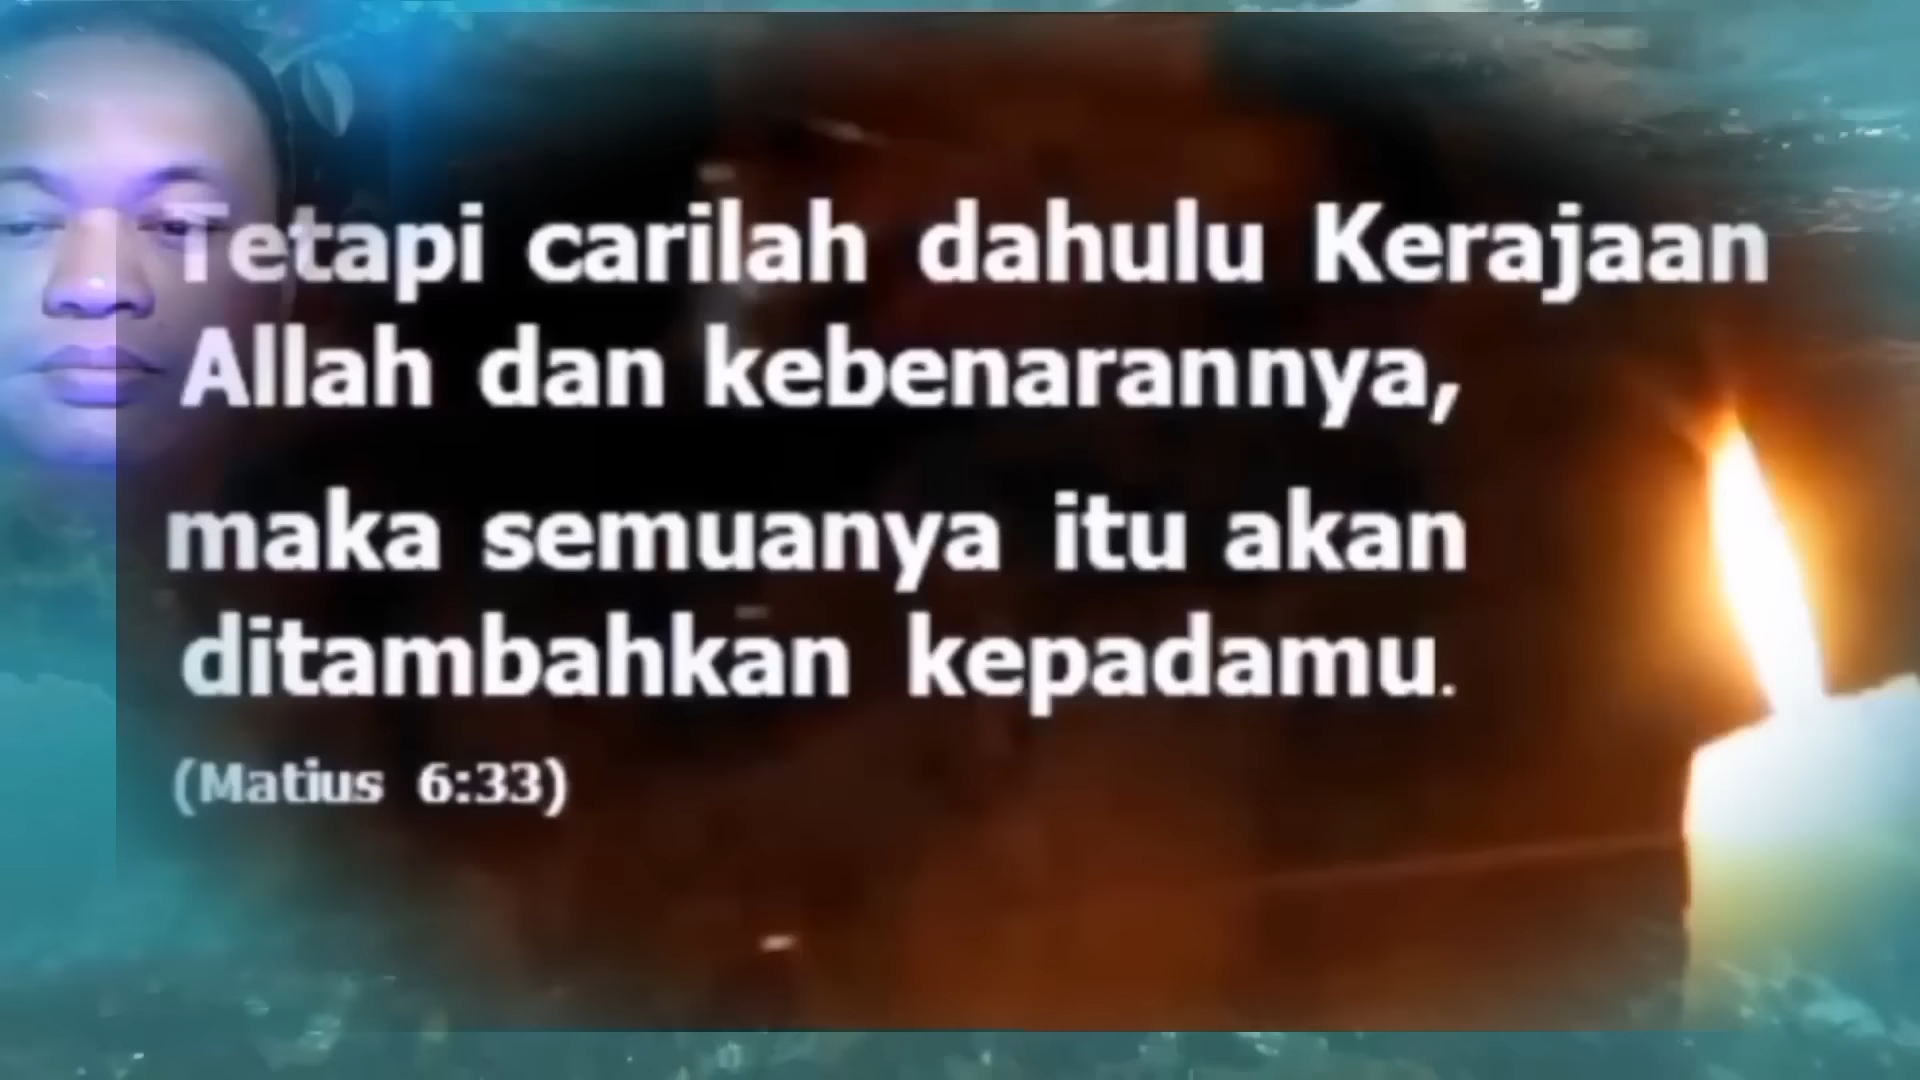 Tetapi carilah dahulu Kerajaan
Allah dan kebenarannya,
maka semuanya itu akan
ditambahkan kepadamu.
(Matius 6:33)